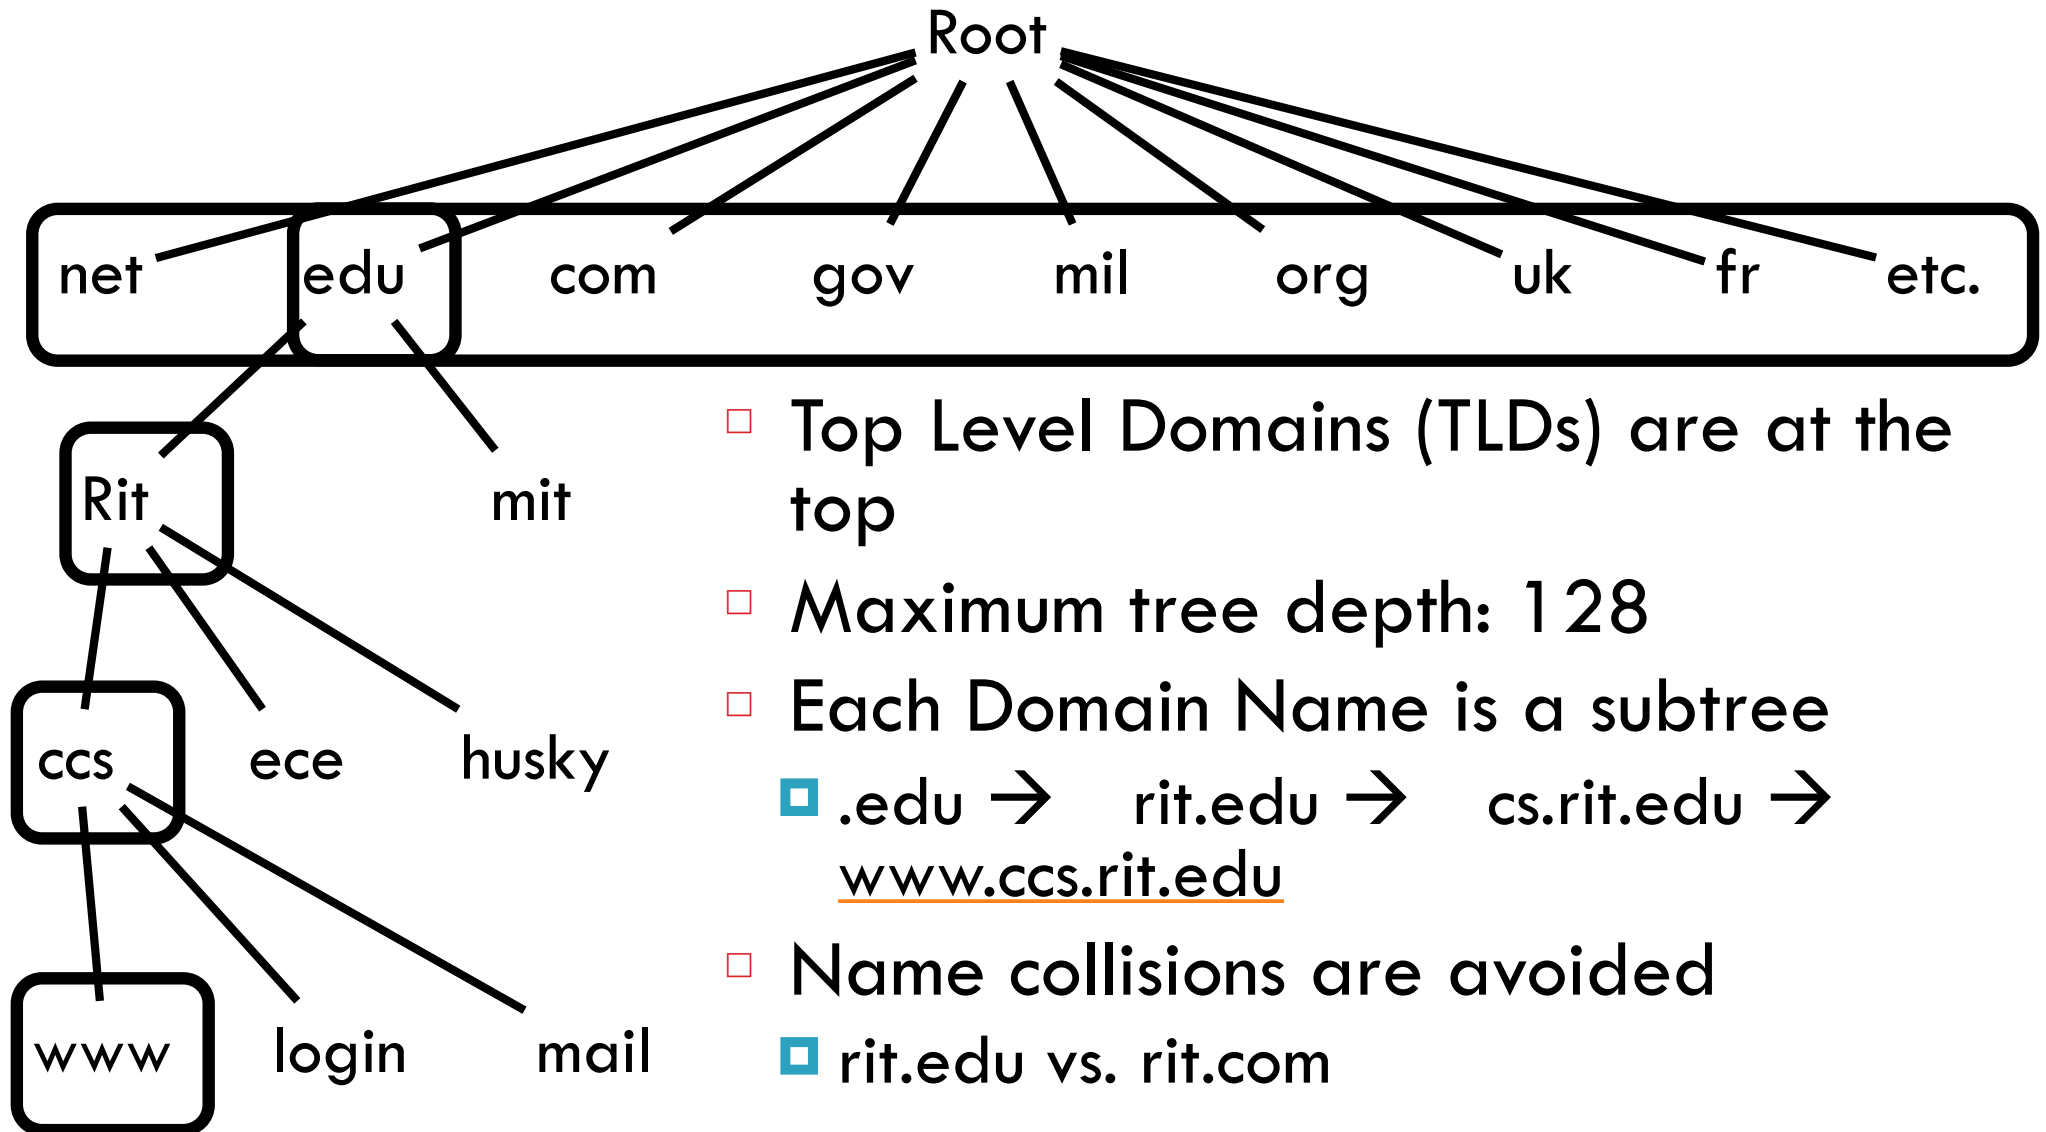 Root
net edu com gov mil org uk fr etc.
Rit mit
ccs ece husky
www login mail
Top Level Domains (TLDs) are at the
top
Maximum tree depth: 128
Each Domain Name is a subtree
.edu → rit.edu → cs.rit.edu →
www.ccs.rit.edu
Name collisions are avoided
rit.edu vs. rit.com